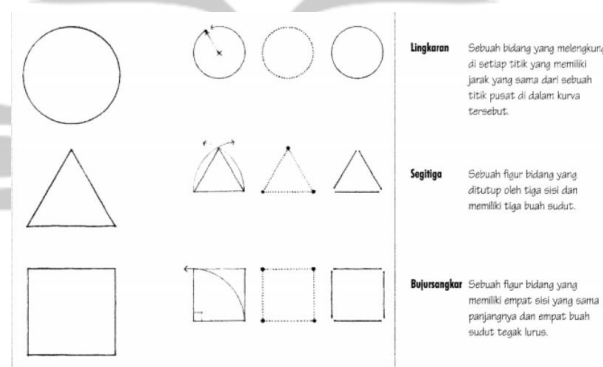 Lingkaran Sebuah bidang yang melengkung
di setiap titik yang memiliki
jarak yang sama dari sebuah
titik pusat di dalam kurva
tersebut.
Segitiga Sebuah figur bidang yang
ditutup oleh tiga sisi dan
memiliki tiga buah sudut.
Bujursangkar Sebuah figur bidang yang
memiliki empat sisi yang sama
panjangnya dan empat buah
sudut tegak lurus.